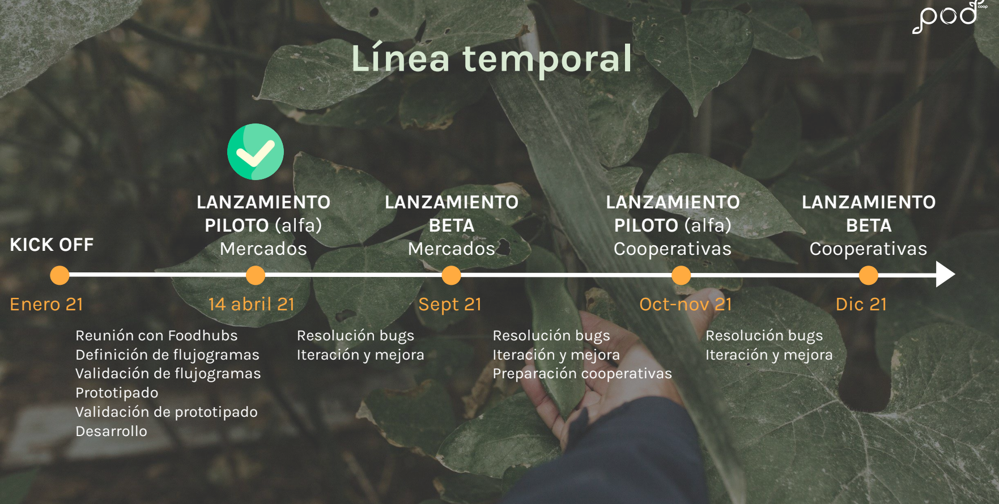 pod
coop
Línea temporal
KICK OFF
Enero 21
LANZAMIENTO
PILOTO (alfa)
Mercados
14 abril 21
LANZAMIENTO
BETA
Mercados
Sept 21
LANZAMIENTO
PILOTO (alfa)
Cooperativas
Oct-nov 21
LANZAMIENTO
BETA
Cooperativas
Dic 21
Reunión con Foodhubs
Definición de flujogramas
Validación de flujogramas
Prototipado
Validación de prototipado
Desarrollo
Resolución bugs
Iteración y mejora
Resolución bugs
Iteración y mejora
Preparación cooperativas
Resolución bugs
Iteración y mejora